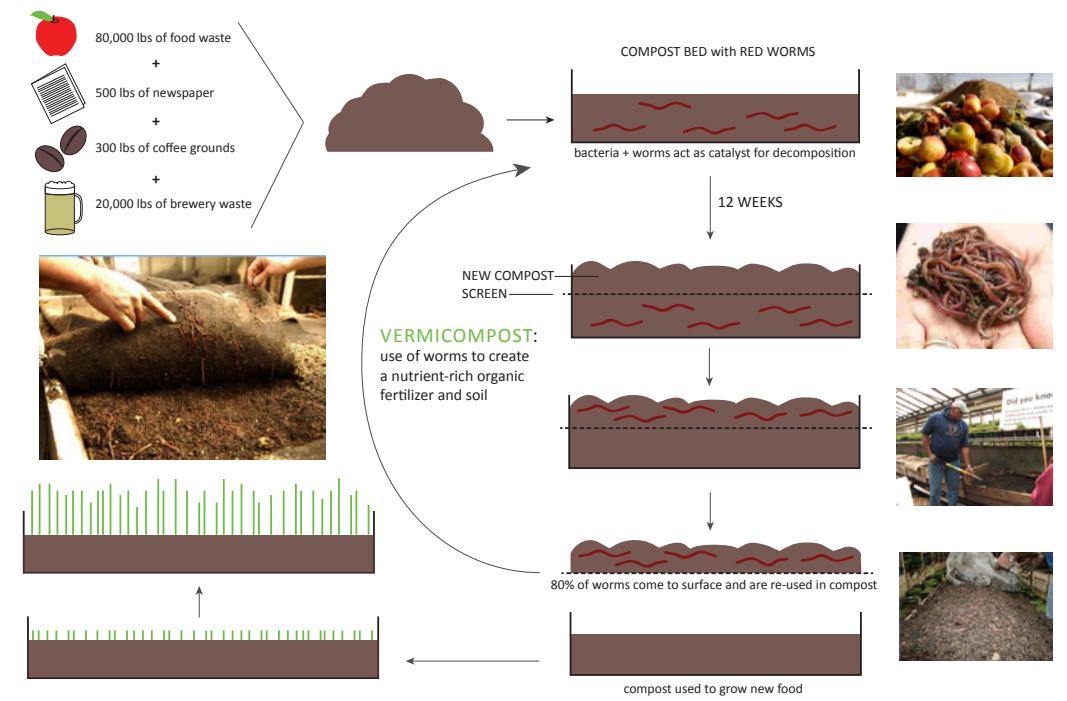 80,000 lbs of food waste
+
500 lbs of newspaper
+
300 lbs of coffee grounds
+
20,000 lbs of brewery waste
COMPOST BED with RED WORMS
bacteria + worms act as catalyst for decomposition
12 WEEKS
NEW COMPOST
SCREEN
VERMICOMPOST:
use of worms to create
a nutrient-rich organic
fertilizer and soil
Did you
80% of worms come to surface and are re-used in compost
compost used to grow new food